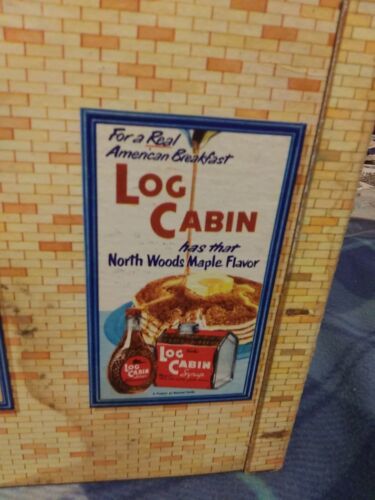 For a Real
American Breakfast
LOG
CABIN
has that
North Woods Maple Flavor
LOG
CABIN
LOG
CABIN
Syrup